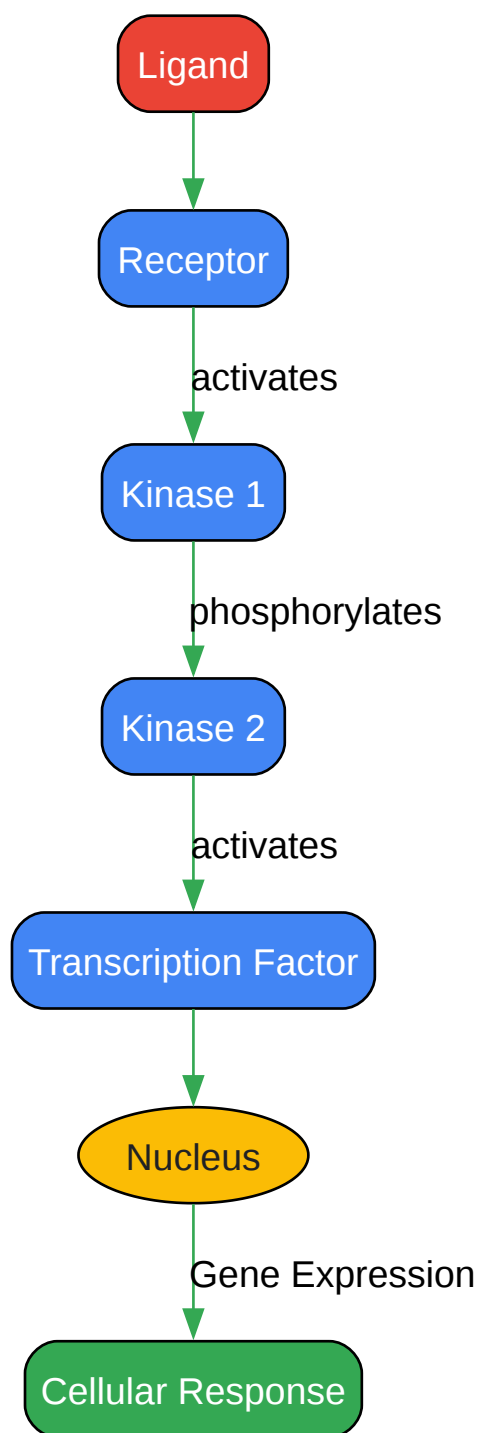 Ligand
Receptor
activates
Kinase 1
phosphorylates
Kinase 2
activates
Transcription Factor
Nucleus
Gene Expression
Cellular Response